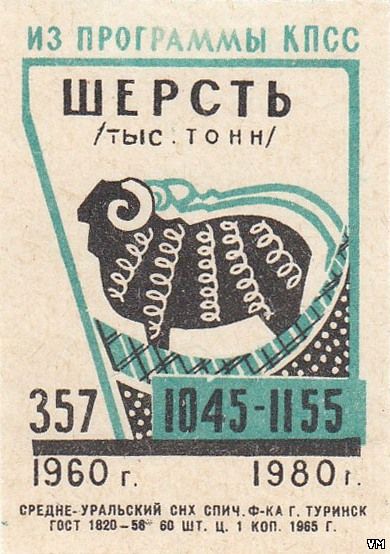 ИЗ ПРОГРАММЫ КПСС
ШЕРСТЬ
/ТЫС. ТОНН/
357 1045-1155
1960 г. 1980 г.
СРЕДНЕ-УРАЛЬСКИЙ СНХ СПИЧ. Ф-КА Г. ТУРИНСК
ГОСТ 1820-56 60 ШТ. Ц. 1 КОП. 1965 Г.
VM